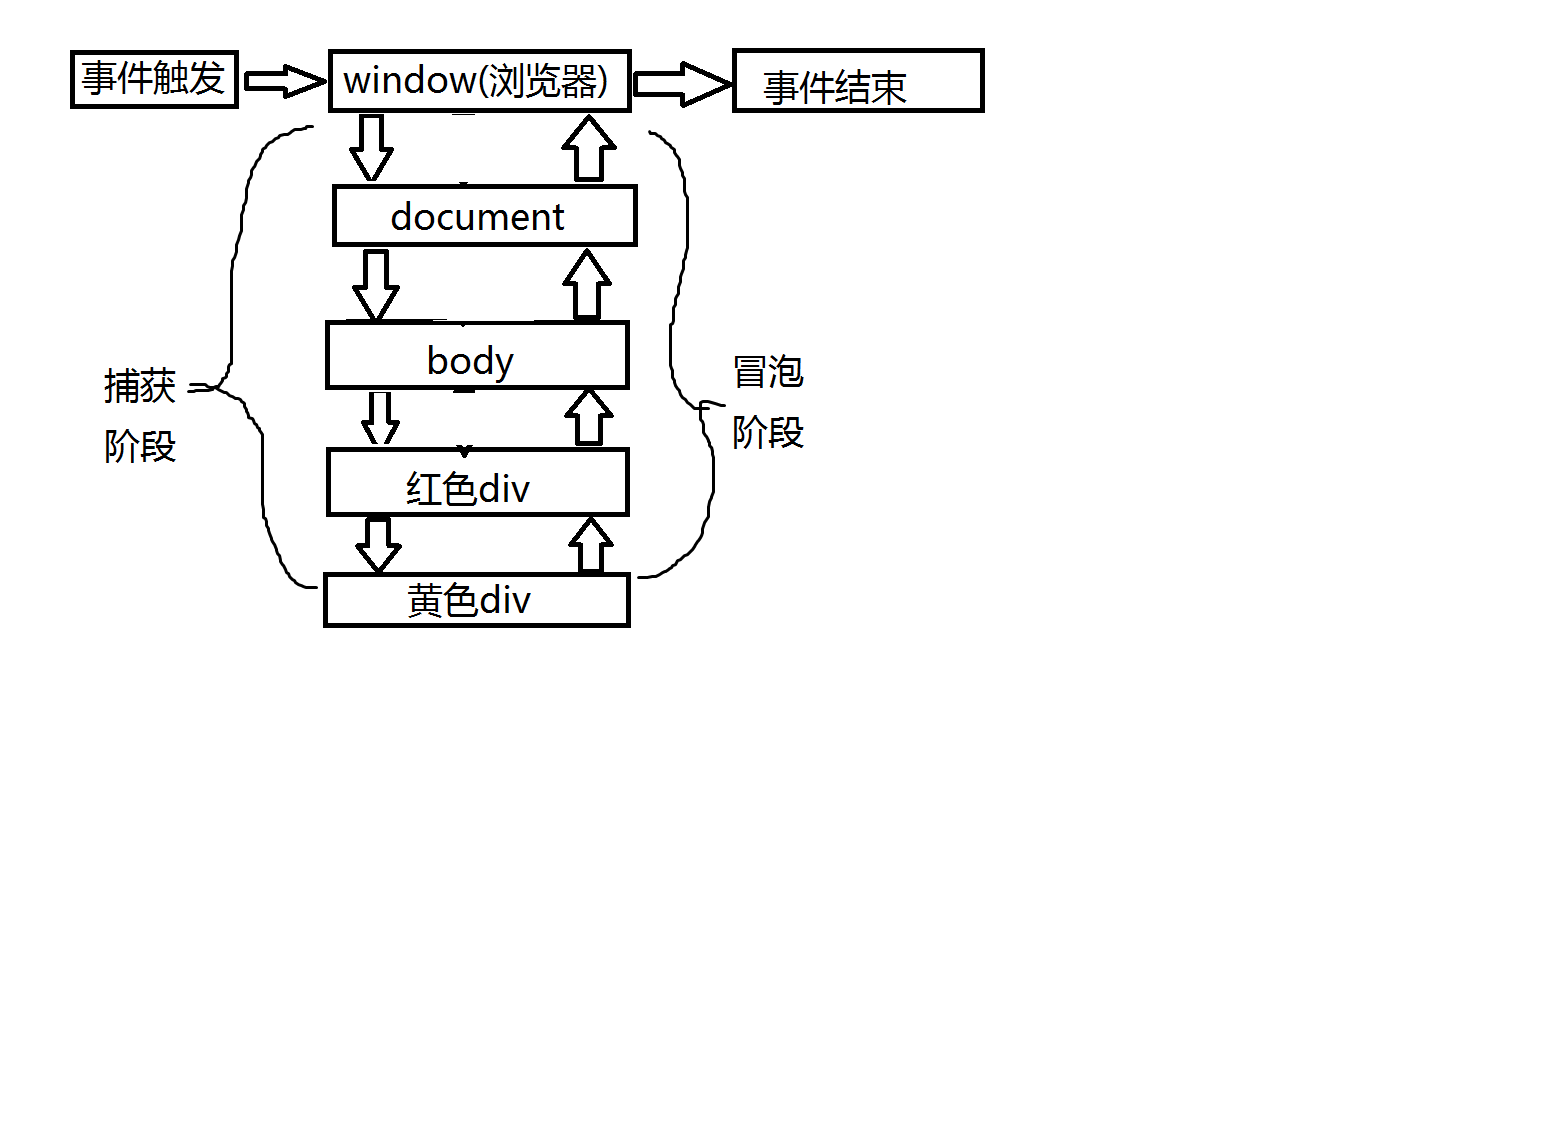 事件触发
window(浏览器)
事件结束
document
body
捕获
阶段
冒泡
阶段
红色div
黄色div